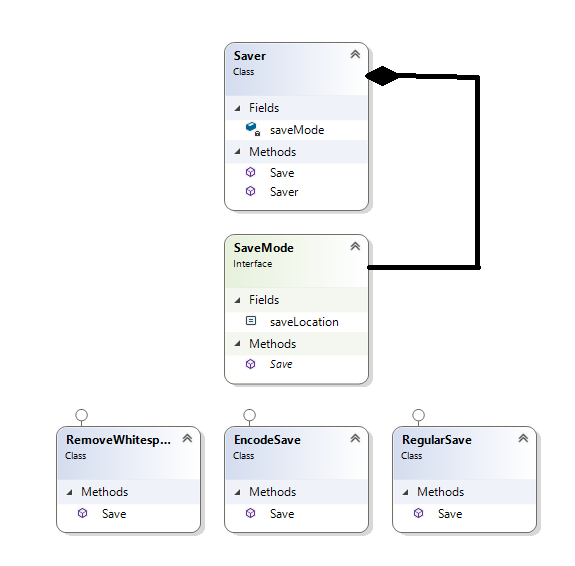 Saver
Class
Fields
saveMode
Methods
Save
Saver
SaveMode
Interface
Fields
saveLocation
Methods
Save
RemoveWhitesp...
Class
Methods
Save
EncodeSave
Class
Methods
Save
RegularSave
Class
Methods
Save